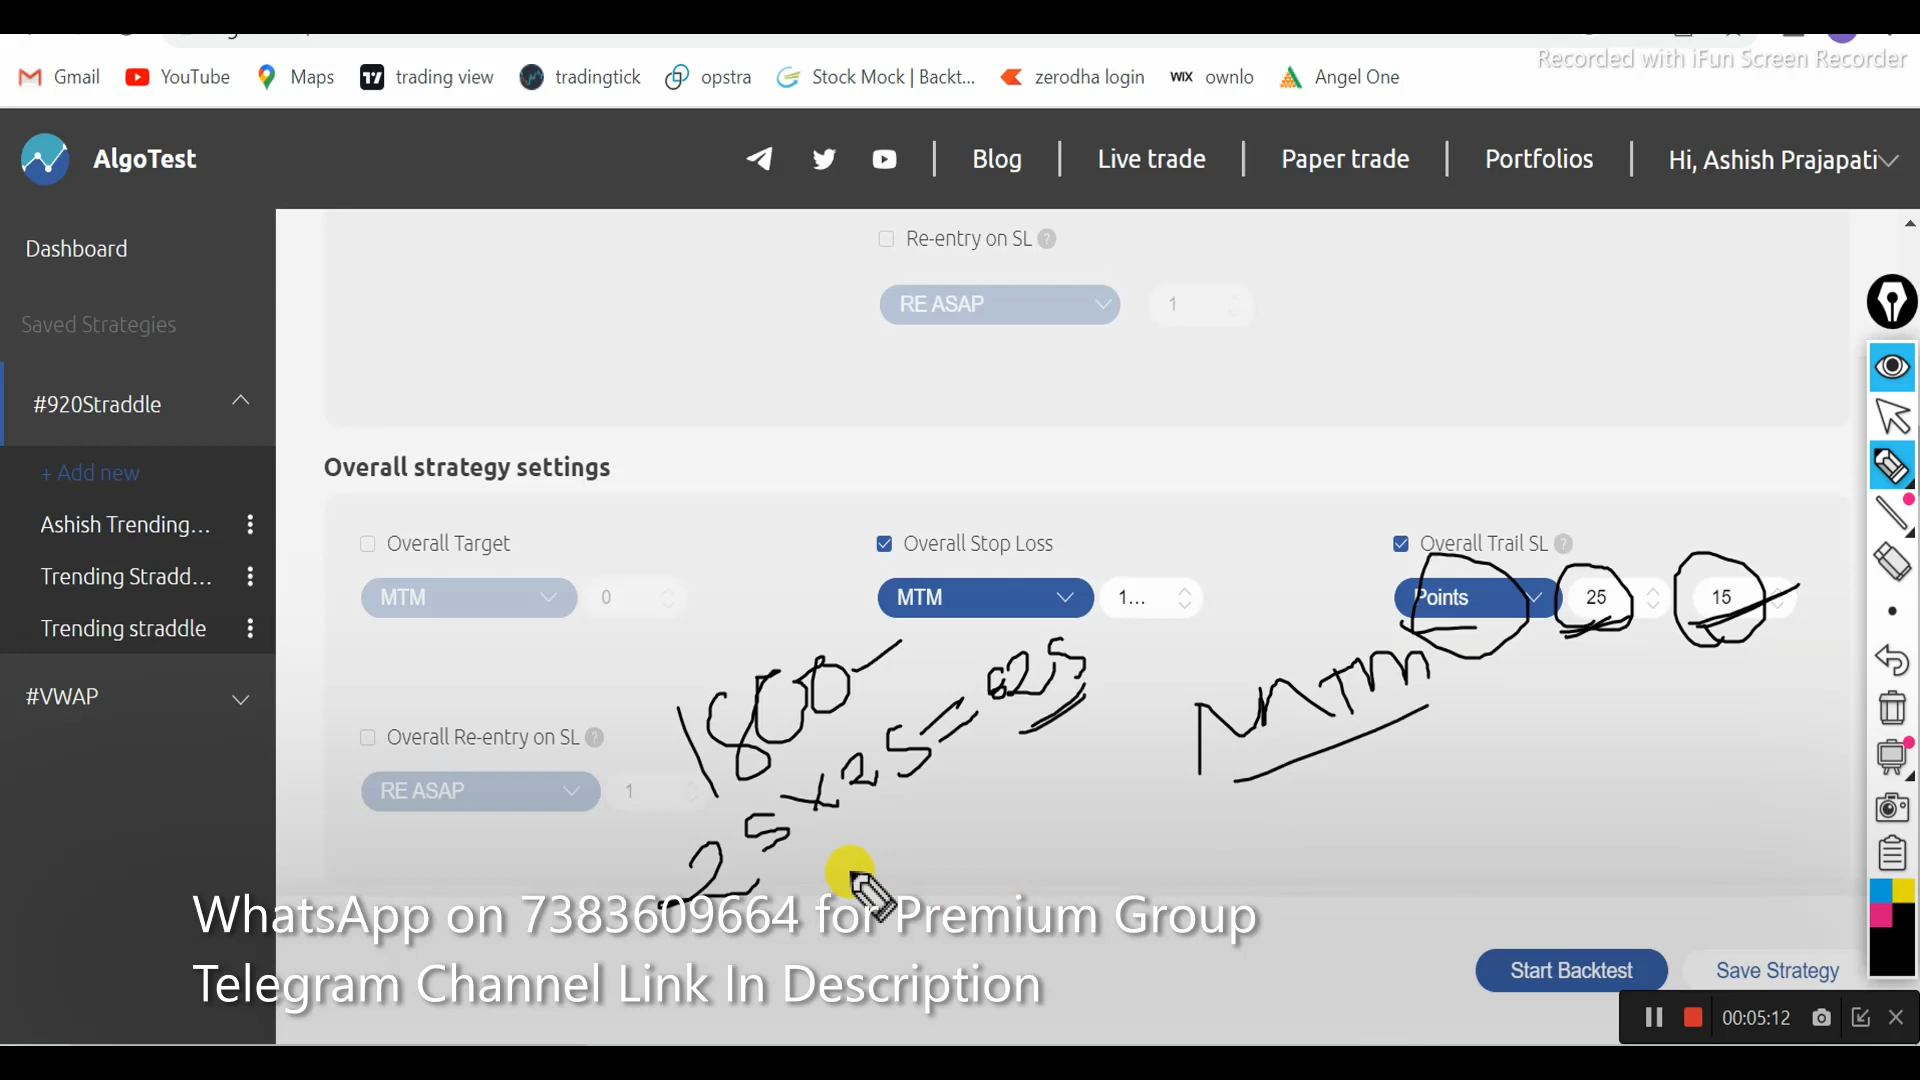 Recorded with iFun Screen Recorder
Gmail YouTube Maps trading view tradingtick opstra Stock Mock | Backt... zerodha login WIX ownlo Angel One
AlgoTest Blog Live trade Paper trade Portfolios Hi, Ashish Prajapati
Dashboard
Re-entry on SL ?
RE ASAP 1
Saved Strategies
#920Straddle
+ Add new
Ashish Trending...
Trending Stradd...
Trending straddle
#VWAP
Overall strategy settings
Overall Target Overall Stop Loss Overall Trail SL ?
MTM 0 MTM 1... Points 25 15
1800
MTM
25 x 25 = 625
Overall Re-entry on SL ?
RE ASAP 1
WhatsApp on 7383609664 for Premium Group
Telegram Channel Link In Description
Start Backtest Save Strategy
00:05:12